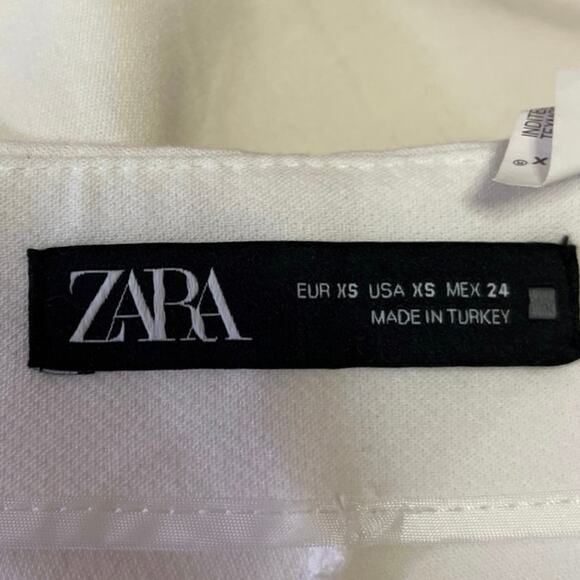 ZARA
EUR XS USA XS MEX 24
MADE IN TURKEY
® X